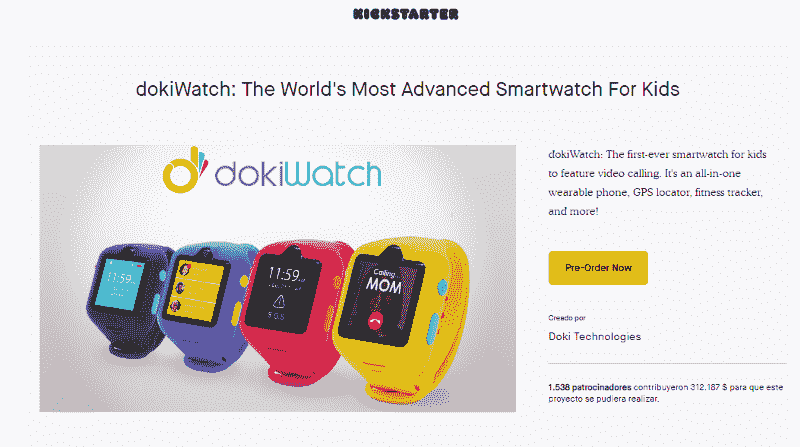 KICKSTARTER
dokiWatch: The World's Most Advanced Smartwatch For Kids
dokiWatch
11:59
11:59
S.O.S.
Calling...
MOM
dokiWatch: The first-ever smartwatch for kids
to feature video calling. It's an all-in-one
wearable phone, GPS locator, fitness tracker,
and more!
Pre-Order Now
Creado por
Doki Technologies
1.538 patrocinadores contribuyeron 312.187 $ para que este
proyecto se pudiera realizar.